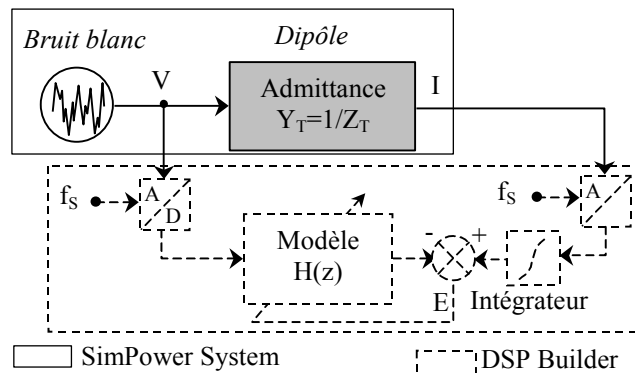 Bruit blanc
Dipôle
V
Admittance
Y_T=1/Z_T
I
f_S
A
D
Modèle
H(z)
-
+
E
f_S
A
Intégrateur
SimPower System
DSP Builder